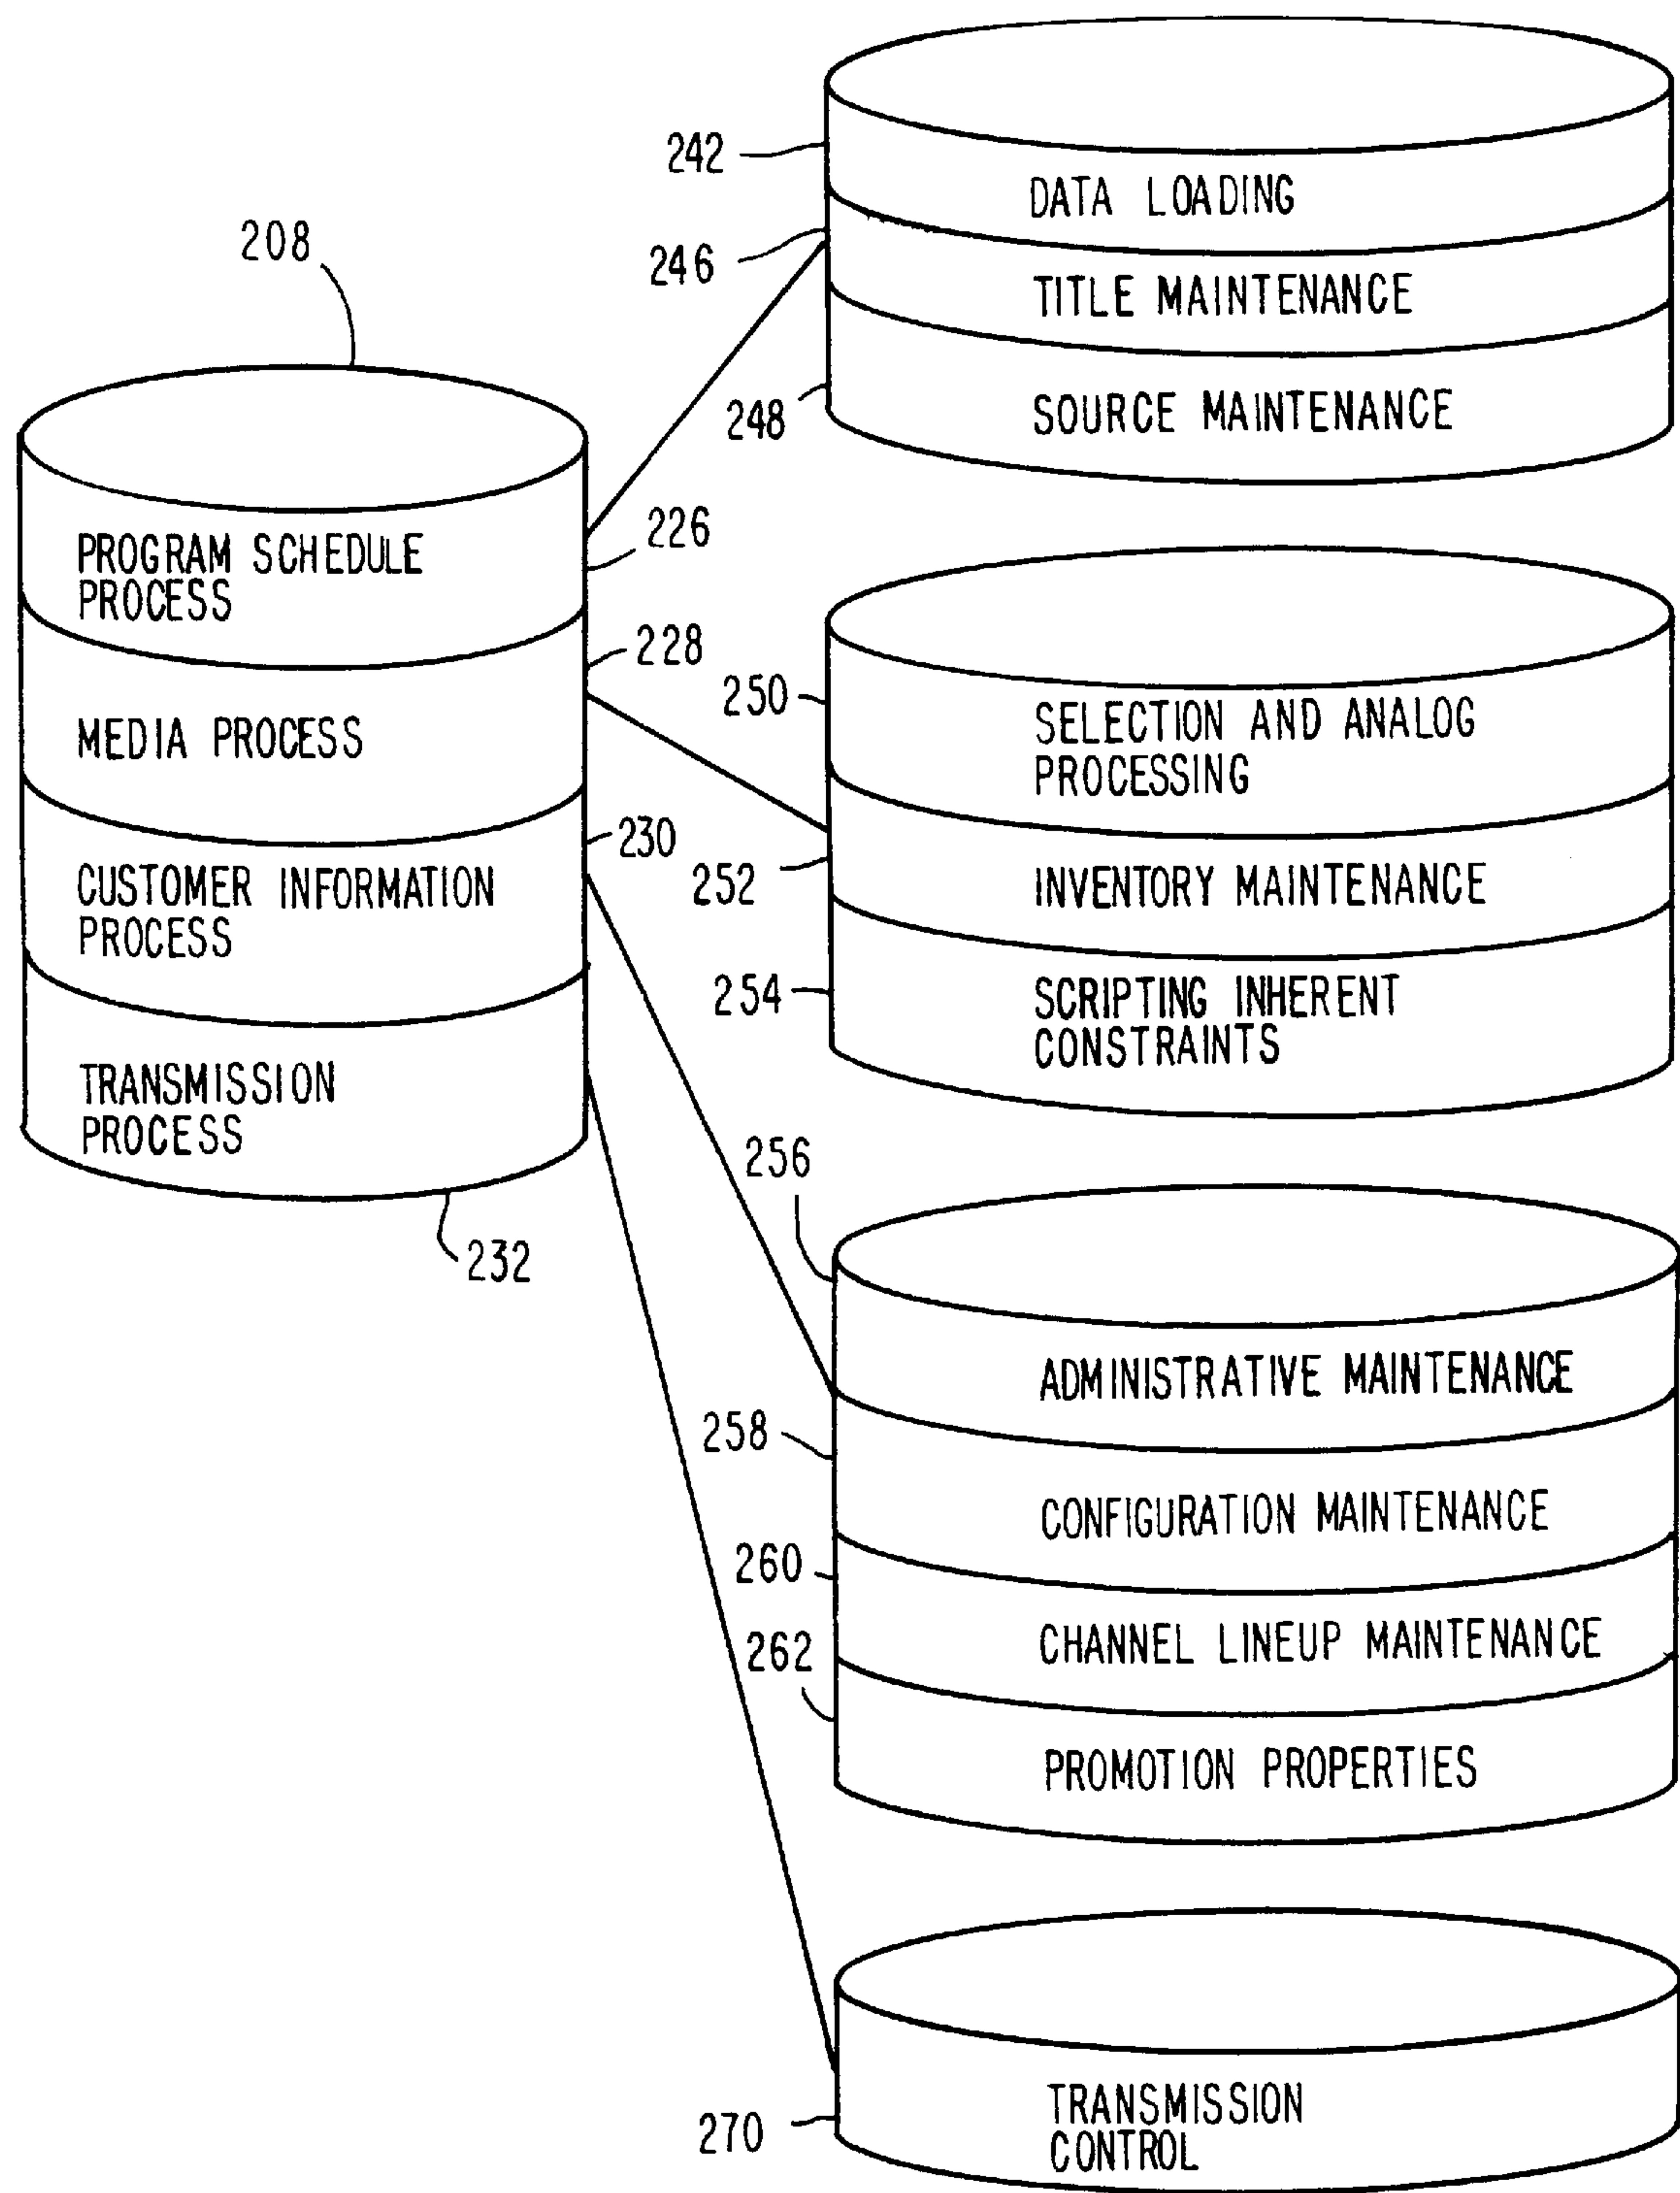 208
PROGRAM SCHEDULE
PROCESS
226
MEDIA PROCESS
228
CUSTOMER INFORMATION
PROCESS
230
TRANSMISSION
PROCESS
232
242
DATA LOADING
246
TITLE MAINTENANCE
248
SOURCE MAINTENANCE
250
SELECTION AND ANALOG
PROCESSING
252
INVENTORY MAINTENANCE
254
SCRIPTING INHERENT
CONSTRAINTS
256
ADMINISTRATIVE MAINTENANCE
258
CONFIGURATION MAINTENANCE
260
CHANNEL LINEUP MAINTENANCE
262
PROMOTION PROPERTIES
270
TRANSMISSION
CONTROL